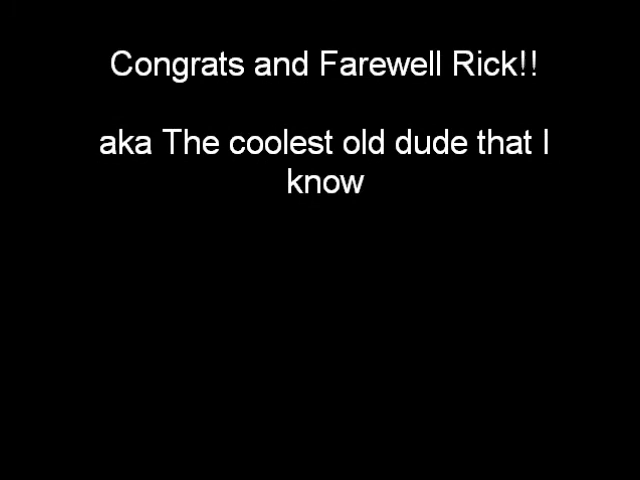 Congrats and Farewell Rick!!
aka The coolest old dude that I
know